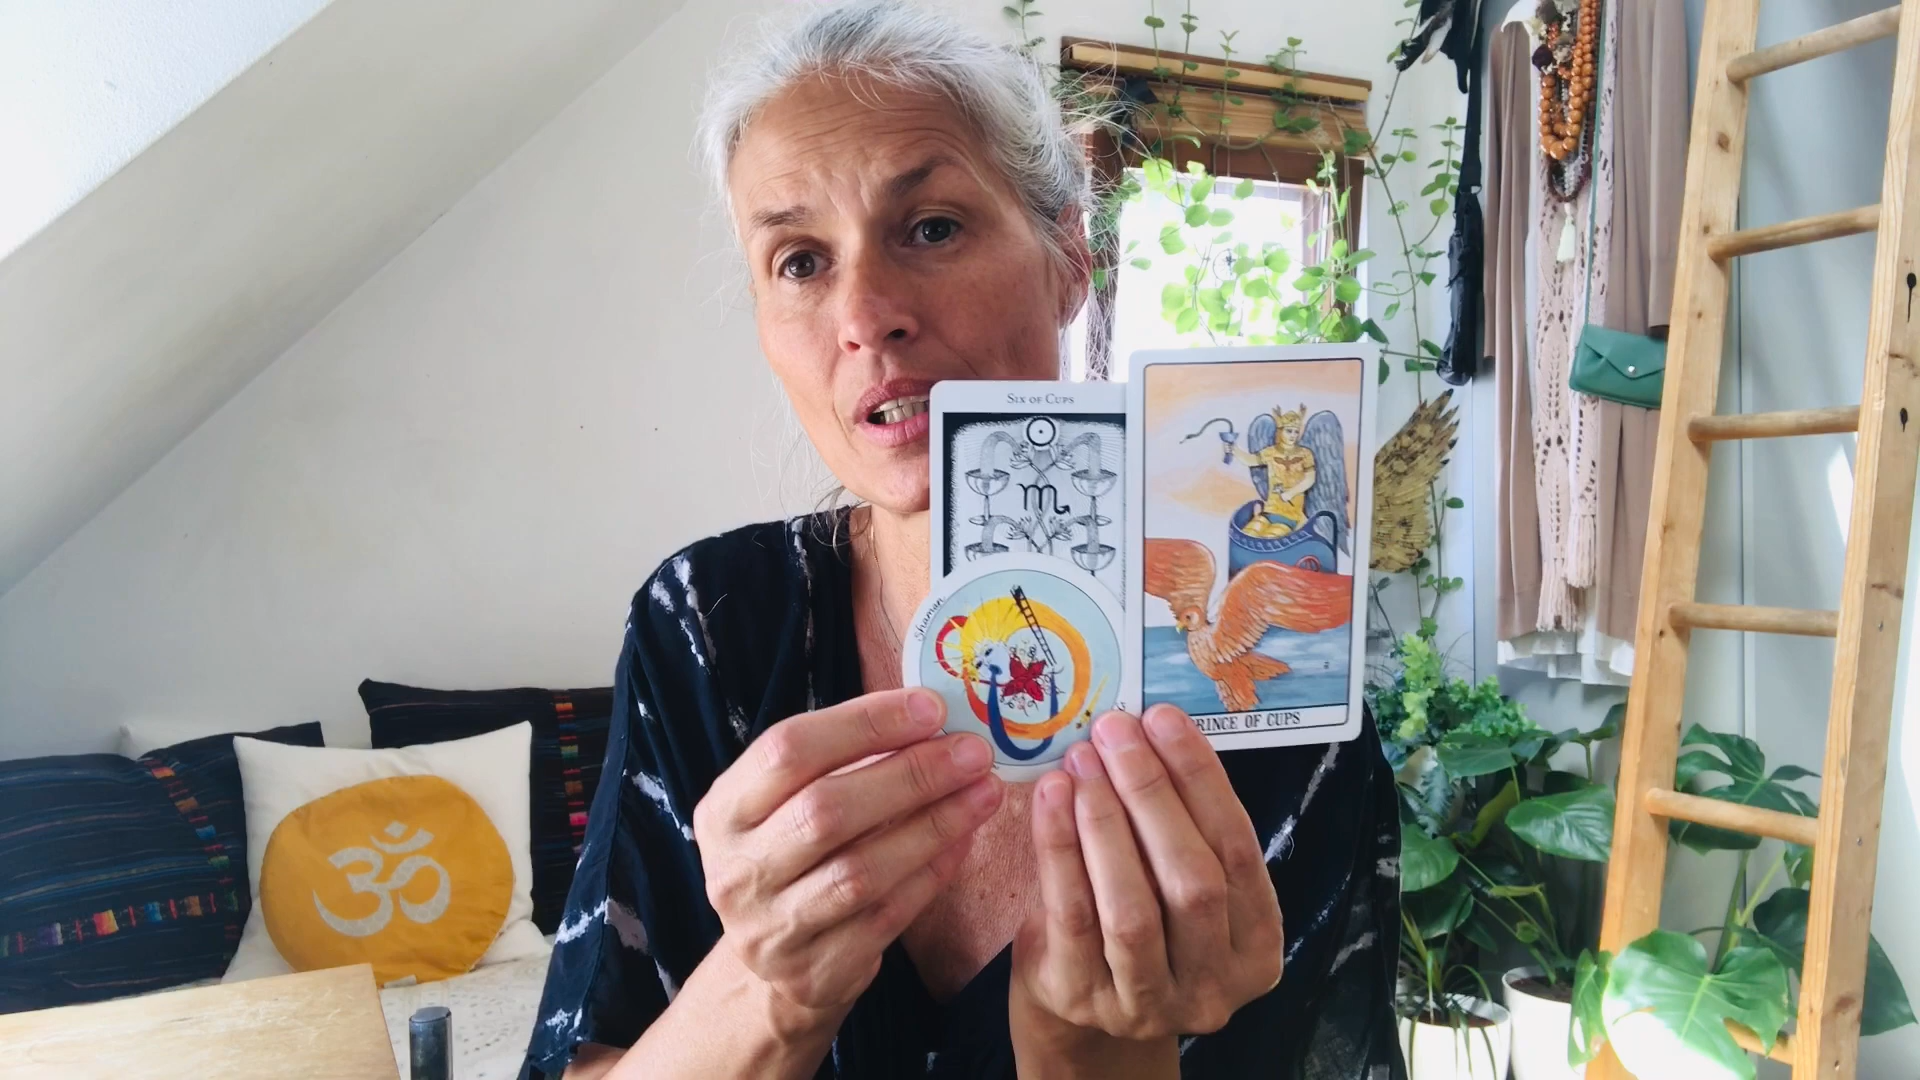 SIX OF CUPS
Shaman
PRINCE OF CUPS
ॐ